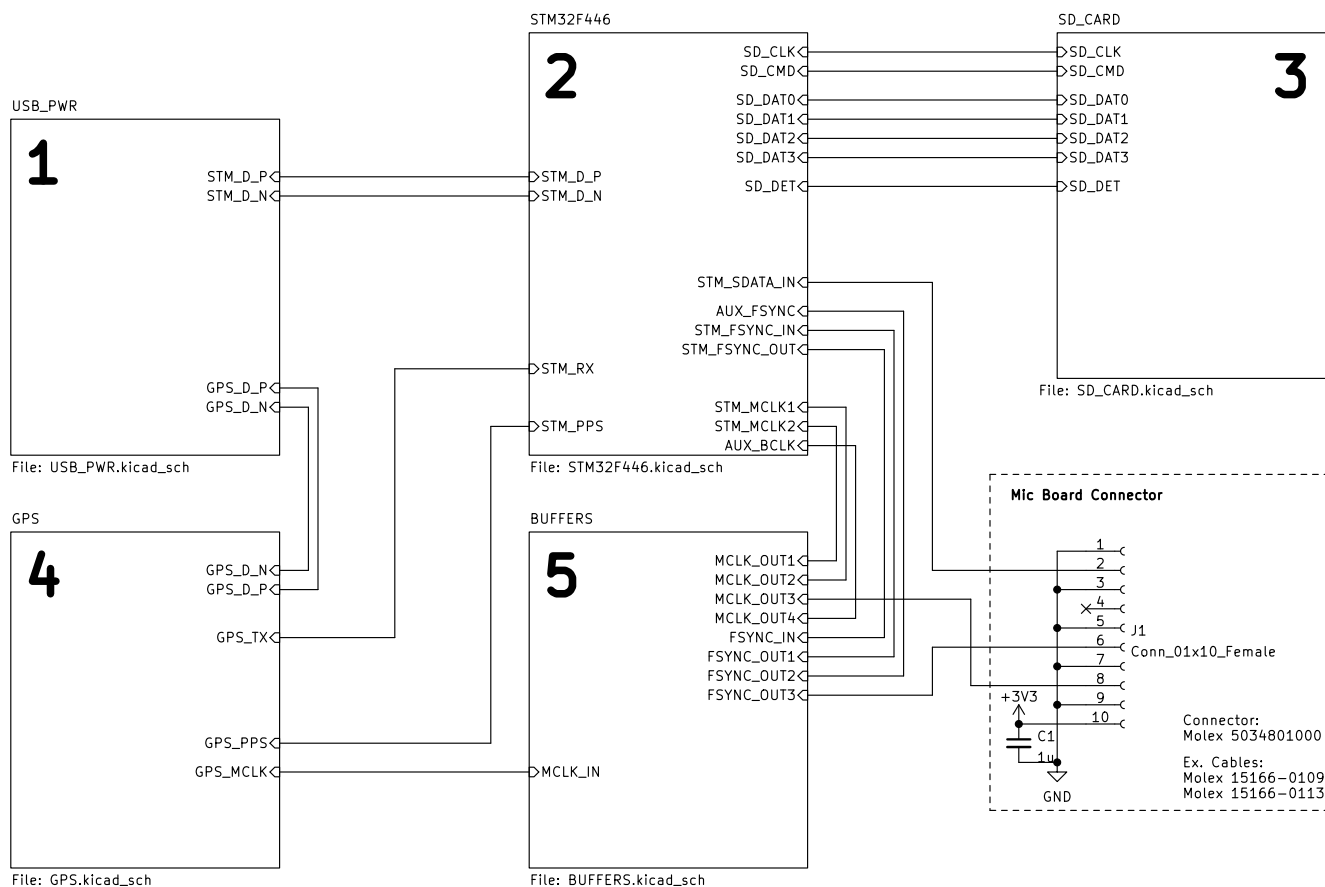 USB_PWR
1
STM_D_P
STM_D_N
GPS_D_P
GPS_D_N
File: USB_PWR.kicad_sch
STM32F446
2
STM_D_P
STM_D_N
STM_RX
STM_PPS
SD_CLK
SD_CMD
SD_DAT0
SD_DAT1
SD_DAT2
SD_DAT3
SD_DET
STM_SDATA_IN
AUX_FSYNC
STM_FSYNC_IN
STM_FSYNC_OUT
STM_MCLK1
STM_MCLK2
AUX_BCLK
File: STM32F446.kicad_sch
SD_CARD
3
SD_CLK
SD_CMD
SD_DAT0
SD_DAT1
SD_DAT2
SD_DAT3
SD_DET
File: SD_CARD.kicad_sch
GPS
4
GPS_D_N
GPS_D_P
GPS_TX
GPS_PPS
GPS_MCLK
File: GPS.kicad_sch
BUFFERS
5
MCLK_OUT1
MCLK_OUT2
MCLK_OUT3
MCLK_OUT4
FSYNC_IN
FSYNC_OUT1
FSYNC_OUT2
FSYNC_OUT3
MCLK_IN
File: BUFFERS.kicad_sch
Mic Board Connector
1
2
3
4
5
6
7
8
9
10
J1
Conn_01x10_Female
+3V3
C1
1u
GND
Connector:
Molex 5034801000
Ex. Cables:
Molex 15166-0109
Molex 15166-0113